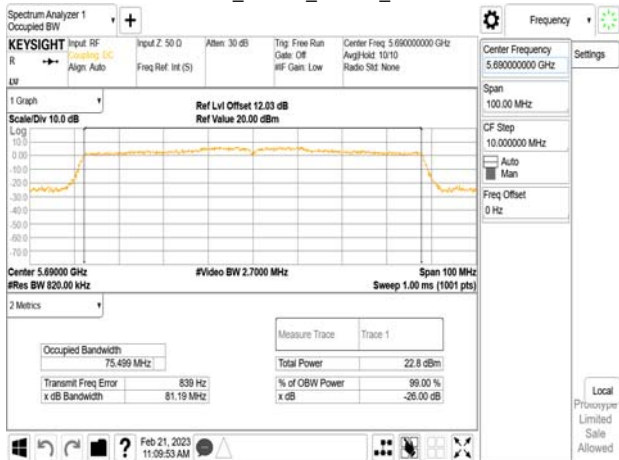 Spectrum Analyzer 1
Occupied BW
Frequency
KEYSIGHT
R
LW
Input: RF
Coupling: DC
Align: Auto
Input Z: 50 Ω
Freq Ref: Int (S)
Atten: 30 dB
Trig: Free Run
Gate: Off
#IF Gain: Low
Center Freq: 5.690000000 GHz
Avg|Hold: 10/10
Radio Std: None
Center Frequency
5.690000000 GHz
Settings
Span
100.00 MHz
CF Step
10.000000 MHz
Auto
Man
Freq Offset
0 Hz
1 Graph
Ref Lvl Offset 12.03 dB
Scale/Div 10.0 dB
Ref Value 20.00 dBm
Log
10.0
0.00
-10.0
-20.0
-30.0
-40.0
-50.0
-60.0
-70.0
Center 5.69000 GHz
#Video BW 2.7000 MHz
Span 100 MHz
#Res BW 820.00 kHz
Sweep 1.00 ms (1001 pts)
2 Metrics
Measure Trace
Trace 1
Occupied Bandwidth
75.499 MHz
Total Power
22.8 dBm
Transmit Freq Error
839 Hz
% of OBW Power
99.00 %
x dB Bandwidth
81.19 MHz
x dB
-26.00 dB
Local
Prototype
Limited
Sale
Allowed
?
Feb 21, 2023
11:09:53 AM